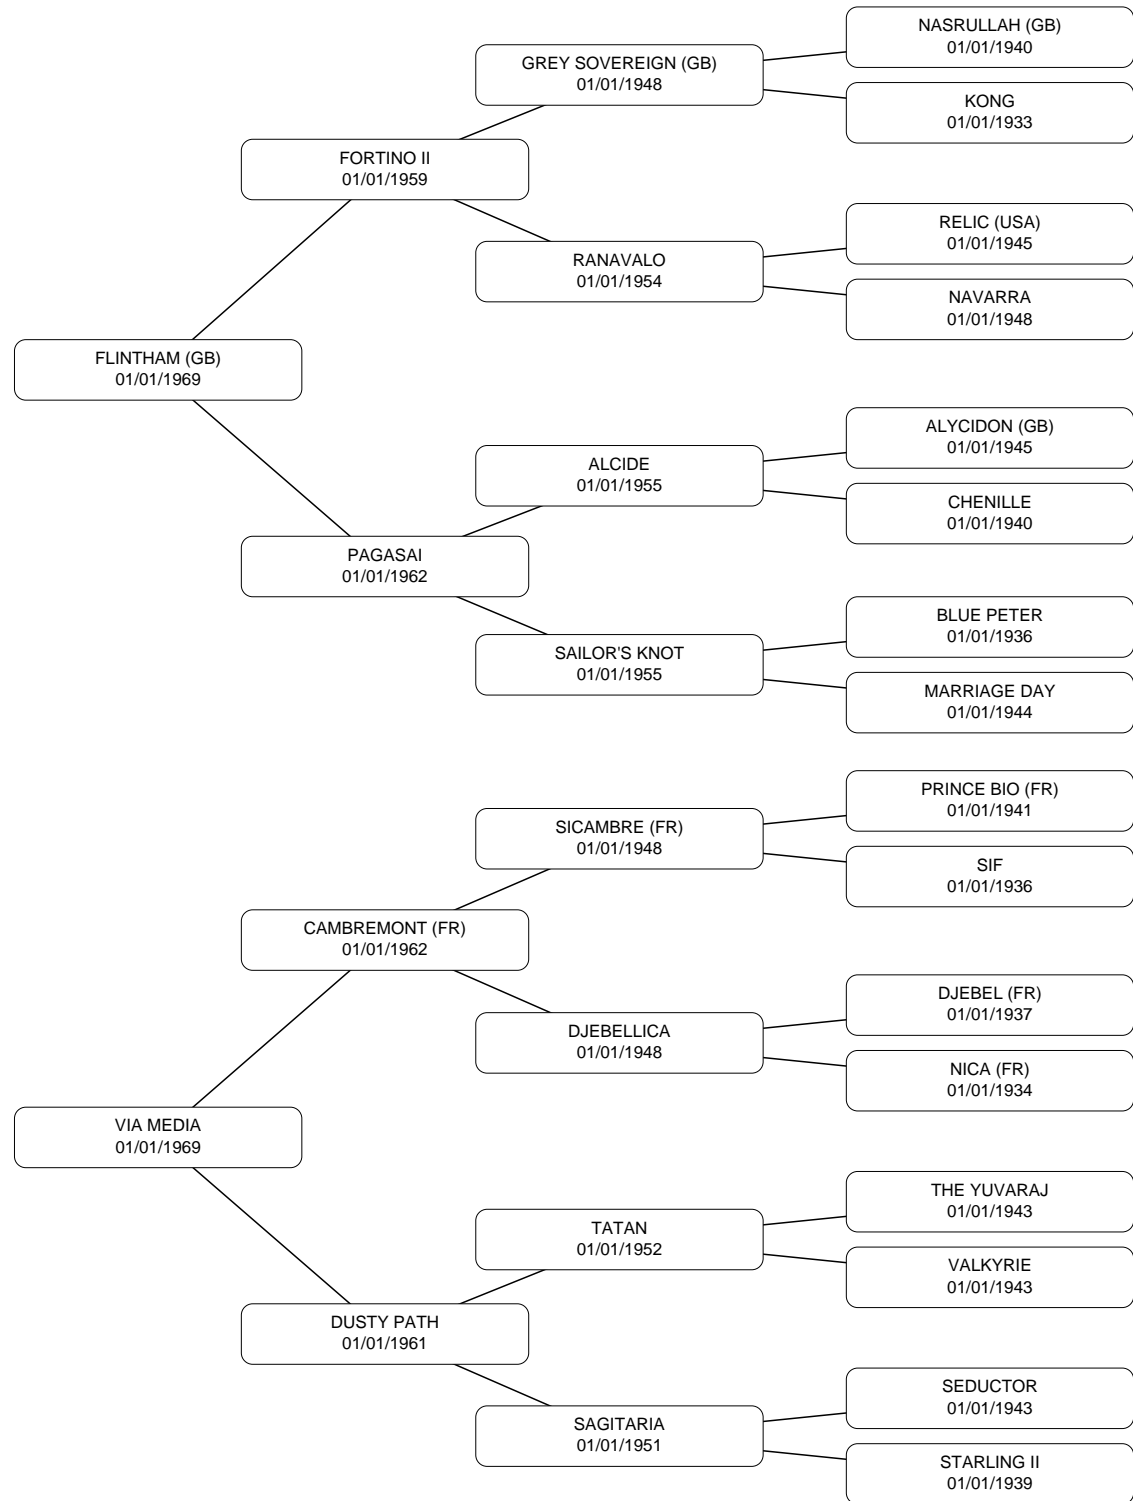 NASRULLAH (GB)
01/01/1940
GREY SOVEREIGN (GB)
01/01/1948
KONG
01/01/1933
FORTINO II
01/01/1959
RELIC (USA)
01/01/1945
RANAVALO
01/01/1954
NAVARRA
01/01/1948
FLINTHAM (GB)
01/01/1969
ALYCIDON (GB)
01/01/1945
ALCIDE
01/01/1955
CHENILLE
01/01/1940
PAGASAI
01/01/1962
BLUE PETER
01/01/1936
SAILOR'S KNOT
01/01/1955
MARRIAGE DAY
01/01/1944
PRINCE BIO (FR)
01/01/1941
SICAMBRE (FR)
01/01/1948
SIF
01/01/1936
CAMBREMONT (FR)
01/01/1962
DJEBEL (FR)
01/01/1937
DJEBELLICA
01/01/1948
NICA (FR)
01/01/1934
VIA MEDIA
01/01/1969
THE YUVARAJ
01/01/1943
TATAN
01/01/1952
VALKYRIE
01/01/1943
DUSTY PATH
01/01/1961
SEDUCTOR
01/01/1943
SAGITARIA
01/01/1951
STARLING II
01/01/1939